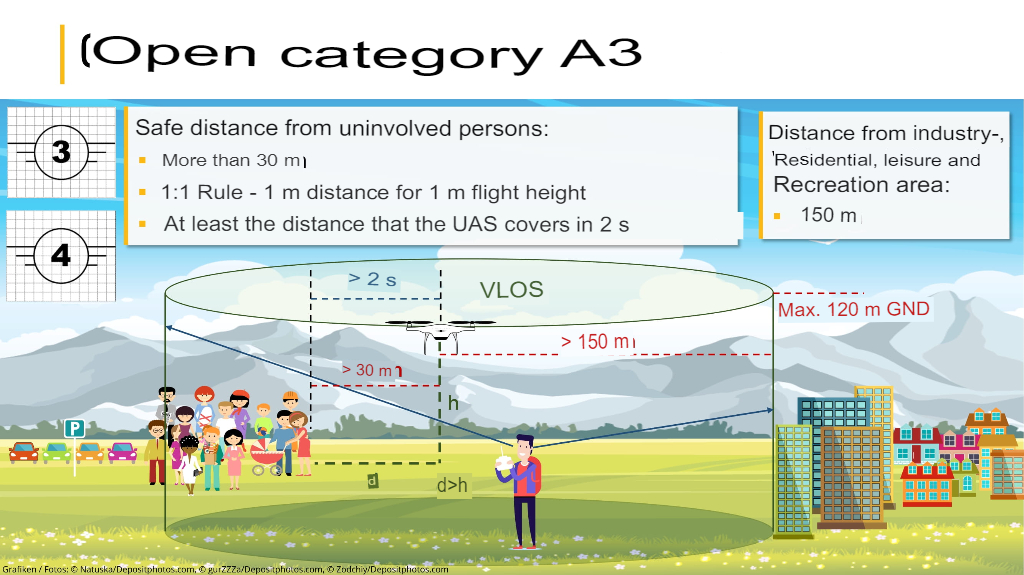 Open category A3
3
4
Safe distance from uninvolved persons:
More than 30 m
1:1 Rule - 1 m distance for 1 m flight height
At least the distance that the UAS covers in 2 s
Distance from industry-,
Residential, leisure and
Recreation area:
150 m
> 2 s
VLOS
Max. 120 m GND
> 150 m
> 30 m
h
P
d
d>h
Grafiken / Fotos: © Natuska/Depositphotos.com, © gurZZZa/Depositphotos.com, © Zodchiy/Depositphotos.com